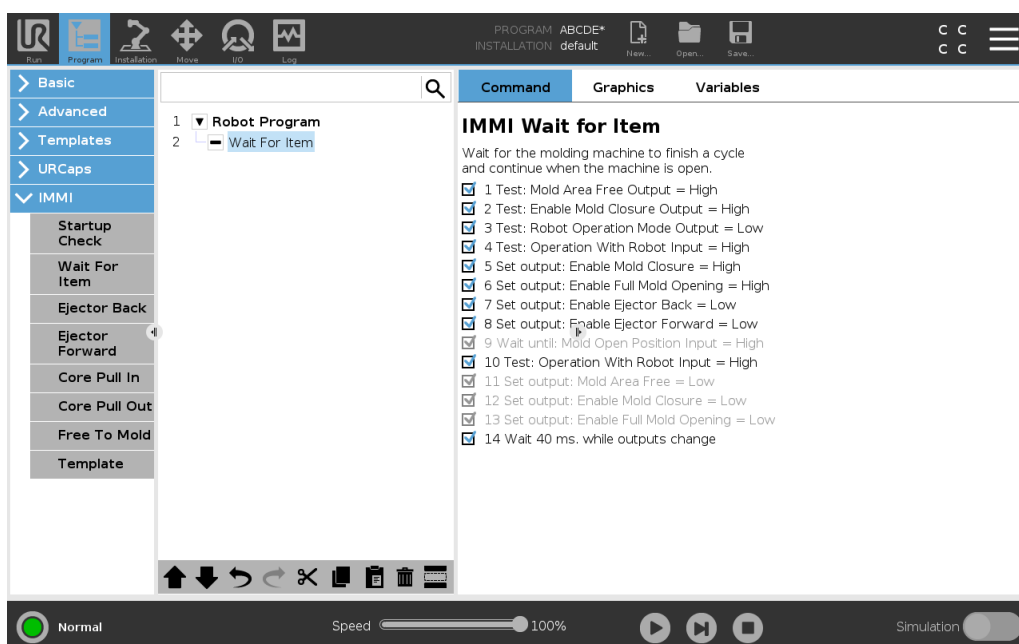 PROGRAM ABCDE*
INSTALLATION default
UR
Run
Program
Installation
Move
I/O
Log
New...
Open...
Save...
C C
C C
Basic
Advanced
Templates
URCaps
IMMI
Startup
Check
Wait For
Item
Ejector Back
Ejector
Forward
Core Pull In
Core Pull Out
Free To Mold
Template
1 Robot Program
2 Wait For Item
Command Graphics Variables
IMMI Wait for Item
Wait for the molding machine to finish a cycle
and continue when the machine is open.
1 Test: Mold Area Free Output = High
2 Test: Enable Mold Closure Output = High
3 Test: Robot Operation Mode Output = Low
4 Test: Operation With Robot Input = High
5 Set output: Enable Mold Closure = High
6 Set output: Enable Full Mold Opening = High
7 Set output: Enable Ejector Back = Low
8 Set output: Enable Ejector Forward = Low
9 Wait until: Mold Open Position Input = High
10 Test: Operation With Robot Input = High
11 Set output: Mold Area Free = Low
12 Set output: Enable Mold Closure = Low
13 Set output: Enable Full Mold Opening = Low
14 Wait 40 ms. while outputs change
Normal
Speed 100%
Simulation